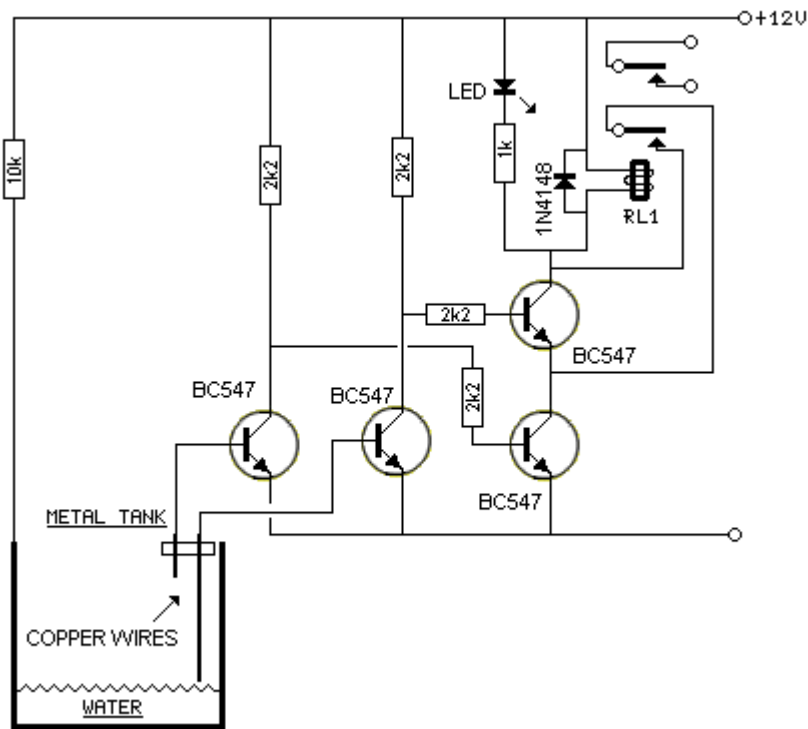 +12V
LED
10k
2k2
2k2
1k
1N4148
RL1
2k2
BC547
BC547
BC547
2k2
BC547
METAL TANK
COPPER WIRES
WATER